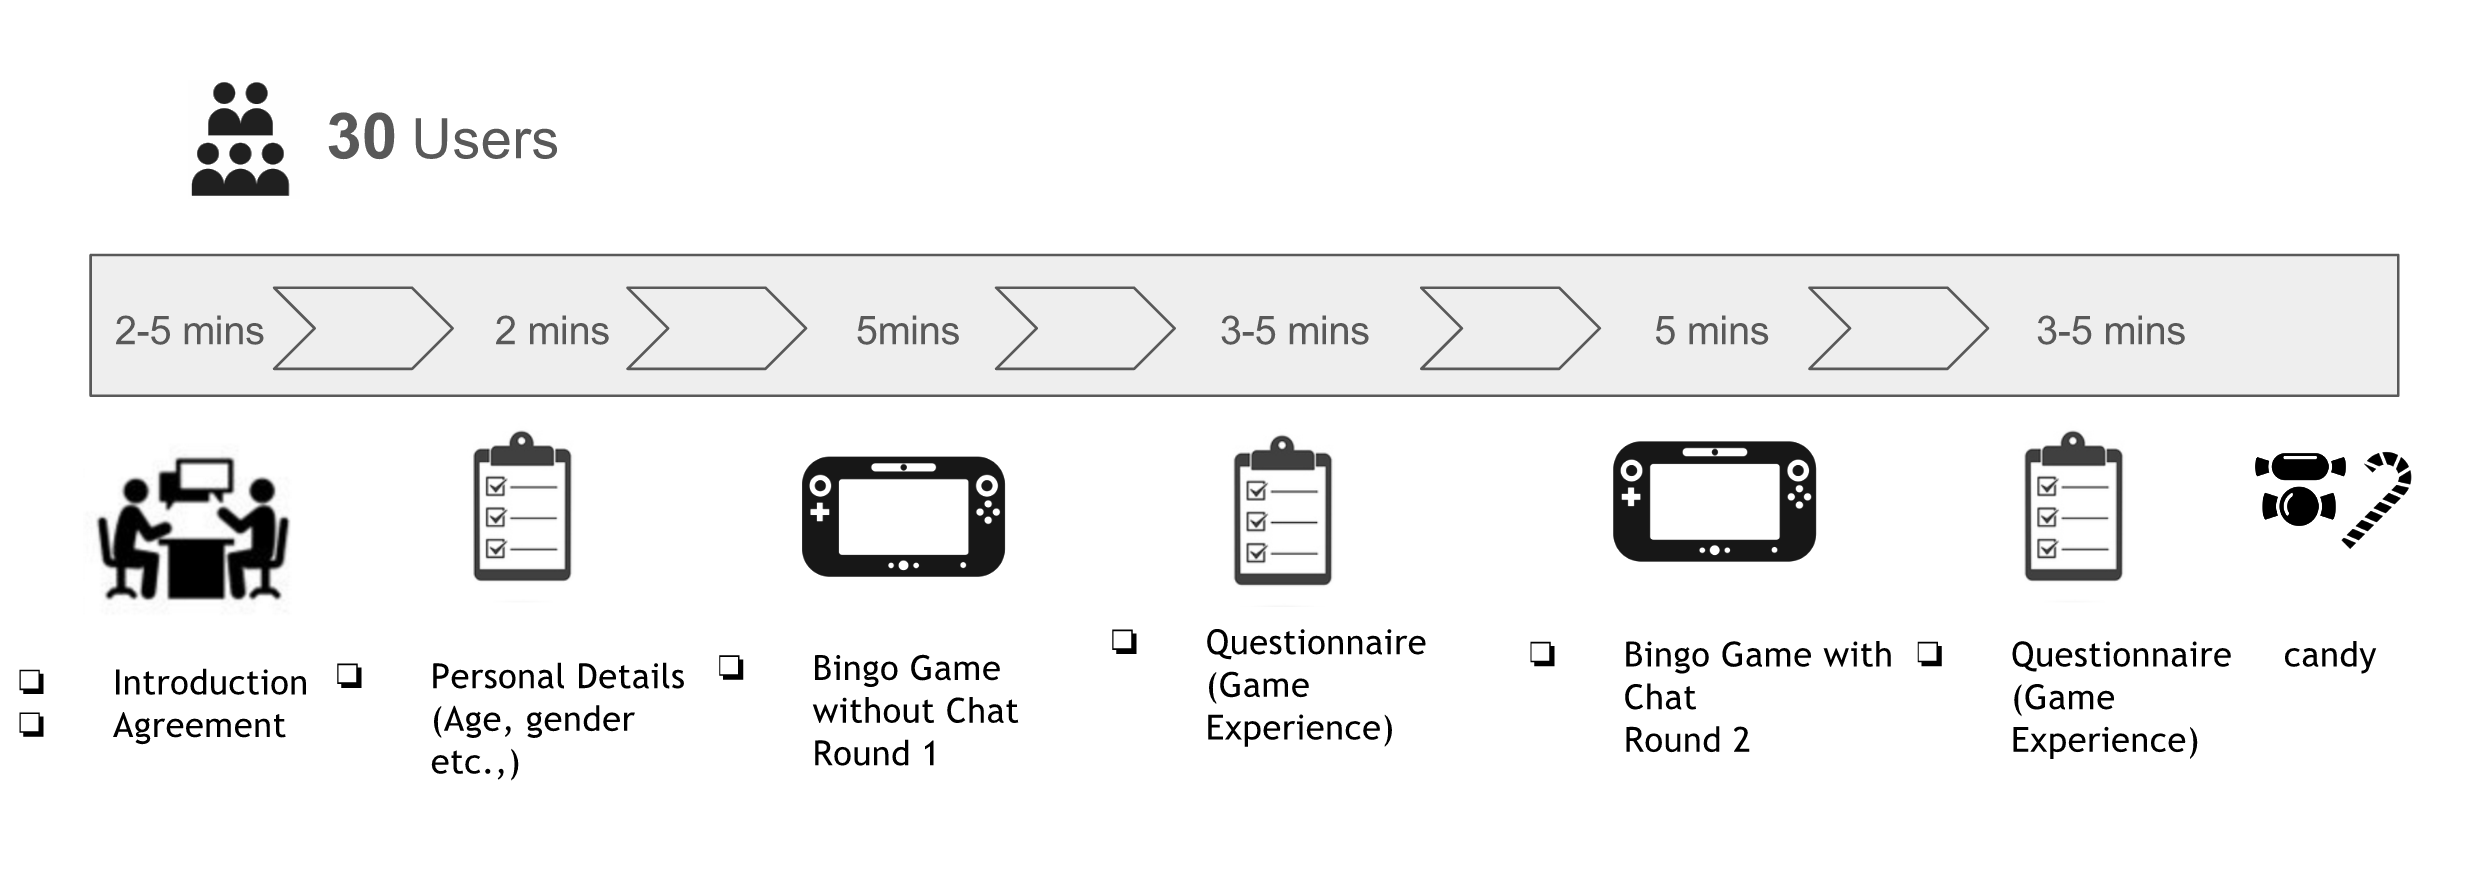 30 Users
2-5 mins
2 mins
5mins
3-5 mins
5 mins
3-5 mins
❏ Introduction
❏ Agreement
❏ Personal Details
(Age, gender
etc.,)
❏ Bingo Game
without Chat
Round 1
❏ Questionnaire
(Game
Experience)
❏ Bingo Game with
Chat
Round 2
❏ Questionnaire
(Game
Experience)
candy